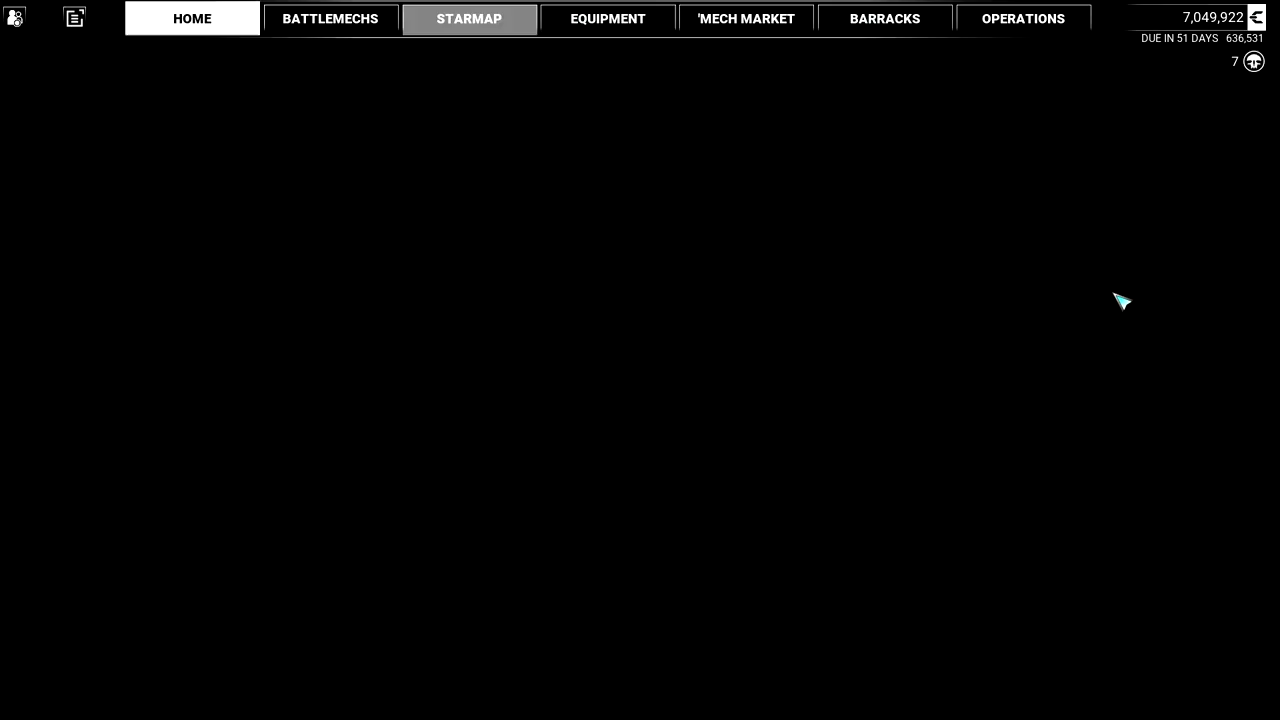 HOME
BATTLEMECHS
STARMAP
EQUIPMENT
'MECH MARKET
BARRACKS
OPERATIONS
7,049,922
DUE IN 51 DAYS 636,531
7